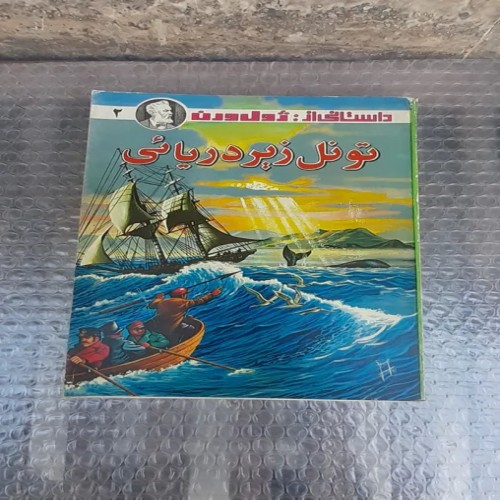 داستانی از: ژول ورن
۲
تونل زیر دریائی